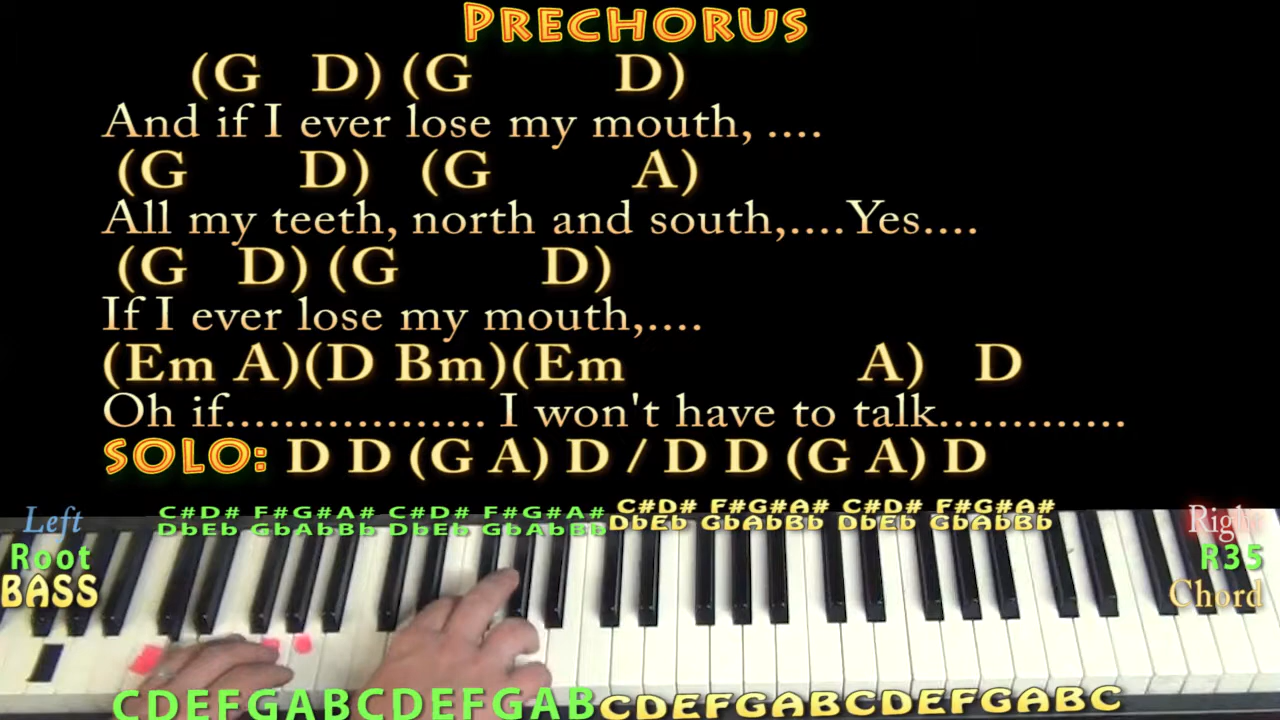 PRECHORUS
(G D) (G D)
And if I ever lose my mouth, ....
(G D) (G A)
All my teeth, north and south,....Yes....
(G D) (G D)
If I ever lose my mouth,....
(Em A)(D Bm)(Em A) D
Oh if.................. I won't have to talk.............
SOLO: D D (G A) D / D D (G A) D
C#D# F#G#A# C#D# F#G#A# C#D# F#G#A# C#D# F#G#A#
DbEb GbAbBb DbEb GbAbBb DbEb GbAbBb DbEb GbAbBb
Left
Root
BASS
Right
R35
Chord
CDEFGABCDEFGABCDEFGABCDEFGABC